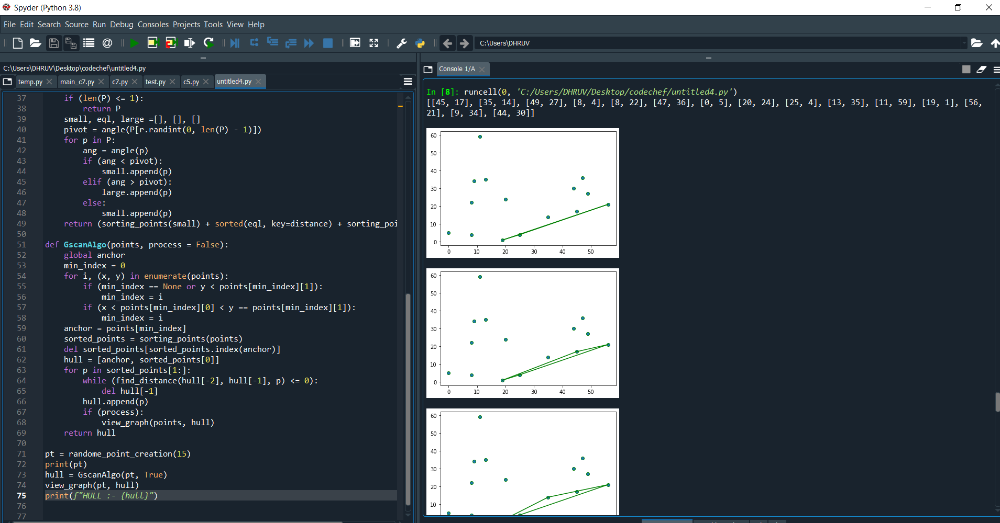 Spyder (Python 3.8)
File Edit Search Source Run Debug Consoles Projects Tools View Help
C:\Users\DHRUV
C:\Users\DHRUV\Desktop\codechef\untitled4.py
temp.py main_c7.py c7.py test.py c5.py untitled4.py
37 if (len(P) <= 1):
38 return P
39 small, eql, large =[], [], []
40 pivot = angle(P[r.randint(0, len(P) - 1)])
41 for p in P:
42 ang = angle(p)
43 if (ang < pivot):
44 small.append(p)
45 elif (ang > pivot):
46 large.append(p)
47 else:
48 small.append(p)
49 return (sorting_points(small) + sorted(eql, key=distance) + sorting_poi
50
51 def GscanAlgo(points, process = False):
52 global anchor
53 min_index = 0
54 for i, (x, y) in enumerate(points):
55 if (min_index == None or y < points[min_index][1]):
56 min_index = i
57 if (x < points[min_index][0] < y == points[min_index][1]):
58 min_index = i
59 anchor = points[min_index]
60 sorted_points = sorting_points(points)
61 del sorted_points[sorted_points.index(anchor)]
62 hull = [anchor, sorted_points[0]]
63 for p in sorted_points[1:]:
64 while (find_distance(hull[-2], hull[-1], p) <= 0):
65 del hull[-1]
66 hull.append(p)
67 if (process):
68 view_graph(points, hull)
69 return hull
70
71 pt = randome_point_creation(15)
72 print(pt)
73 hull = GscanAlgo(pt, True)
74 view_graph(pt, hull)
75 print(f"HULL :- {hull}")
76
77
Console 1/A
In [8]: runcell(0, 'C:/Users/DHRUV/Desktop/codechef/untitled4.py')
[[45, 17], [35, 14], [49, 27], [8, 4], [8, 22], [47, 36], [0, 5], [20, 24], [25, 4], [13, 35], [11, 59], [19, 1], [56,
21], [9, 34], [44, 30]]
60
50
40
30
20
10
0
0 10 20 30 40 50
60
50
40
30
20
10
0
0 10 20 30 40 50
60
50
40
30
20
10